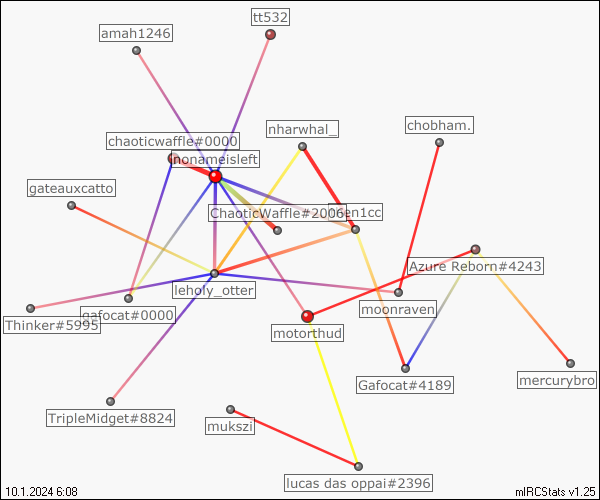 tt532
amah1246
chobham.
nharwhal_
chaoticwaffle#0000
nonameisleft
gateauxcatto
ChaoticWaffle#2006
Azure Reborn#4243
leholy_otter
moonraven
gafocat#0000
Thinker#5995
motorthud
mercurybro
Gafocat#4189
TripleMidget#8824
mukszi
lucas das oppai#2396
10.1.2024 6:08
mIRCStats v1.25